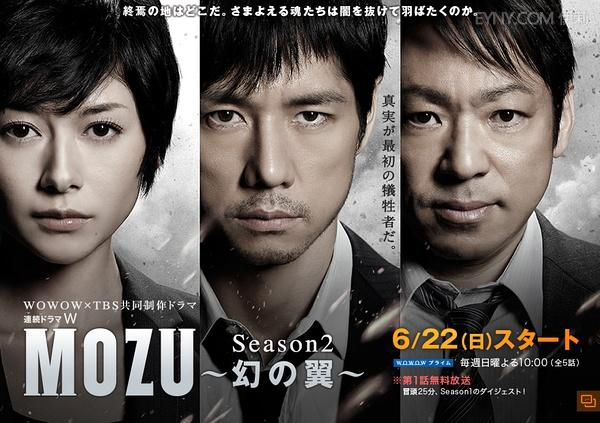 終焉の地はどこだ。さまよえる魂たちは闇を抜けて羽ばたくのか。
EYNY.COM 伊莉
真実が最初の犠牲者だ。
WOWOW×TBS共同制作ドラマ
連続ドラマW
MOZU
Season2
〜幻の翼〜
6/22(日)スタート
WOWOWプライム 毎週日曜よる10:00(全5話)
※第1話無料放送
冒頭25分、Season1のダイジェスト!